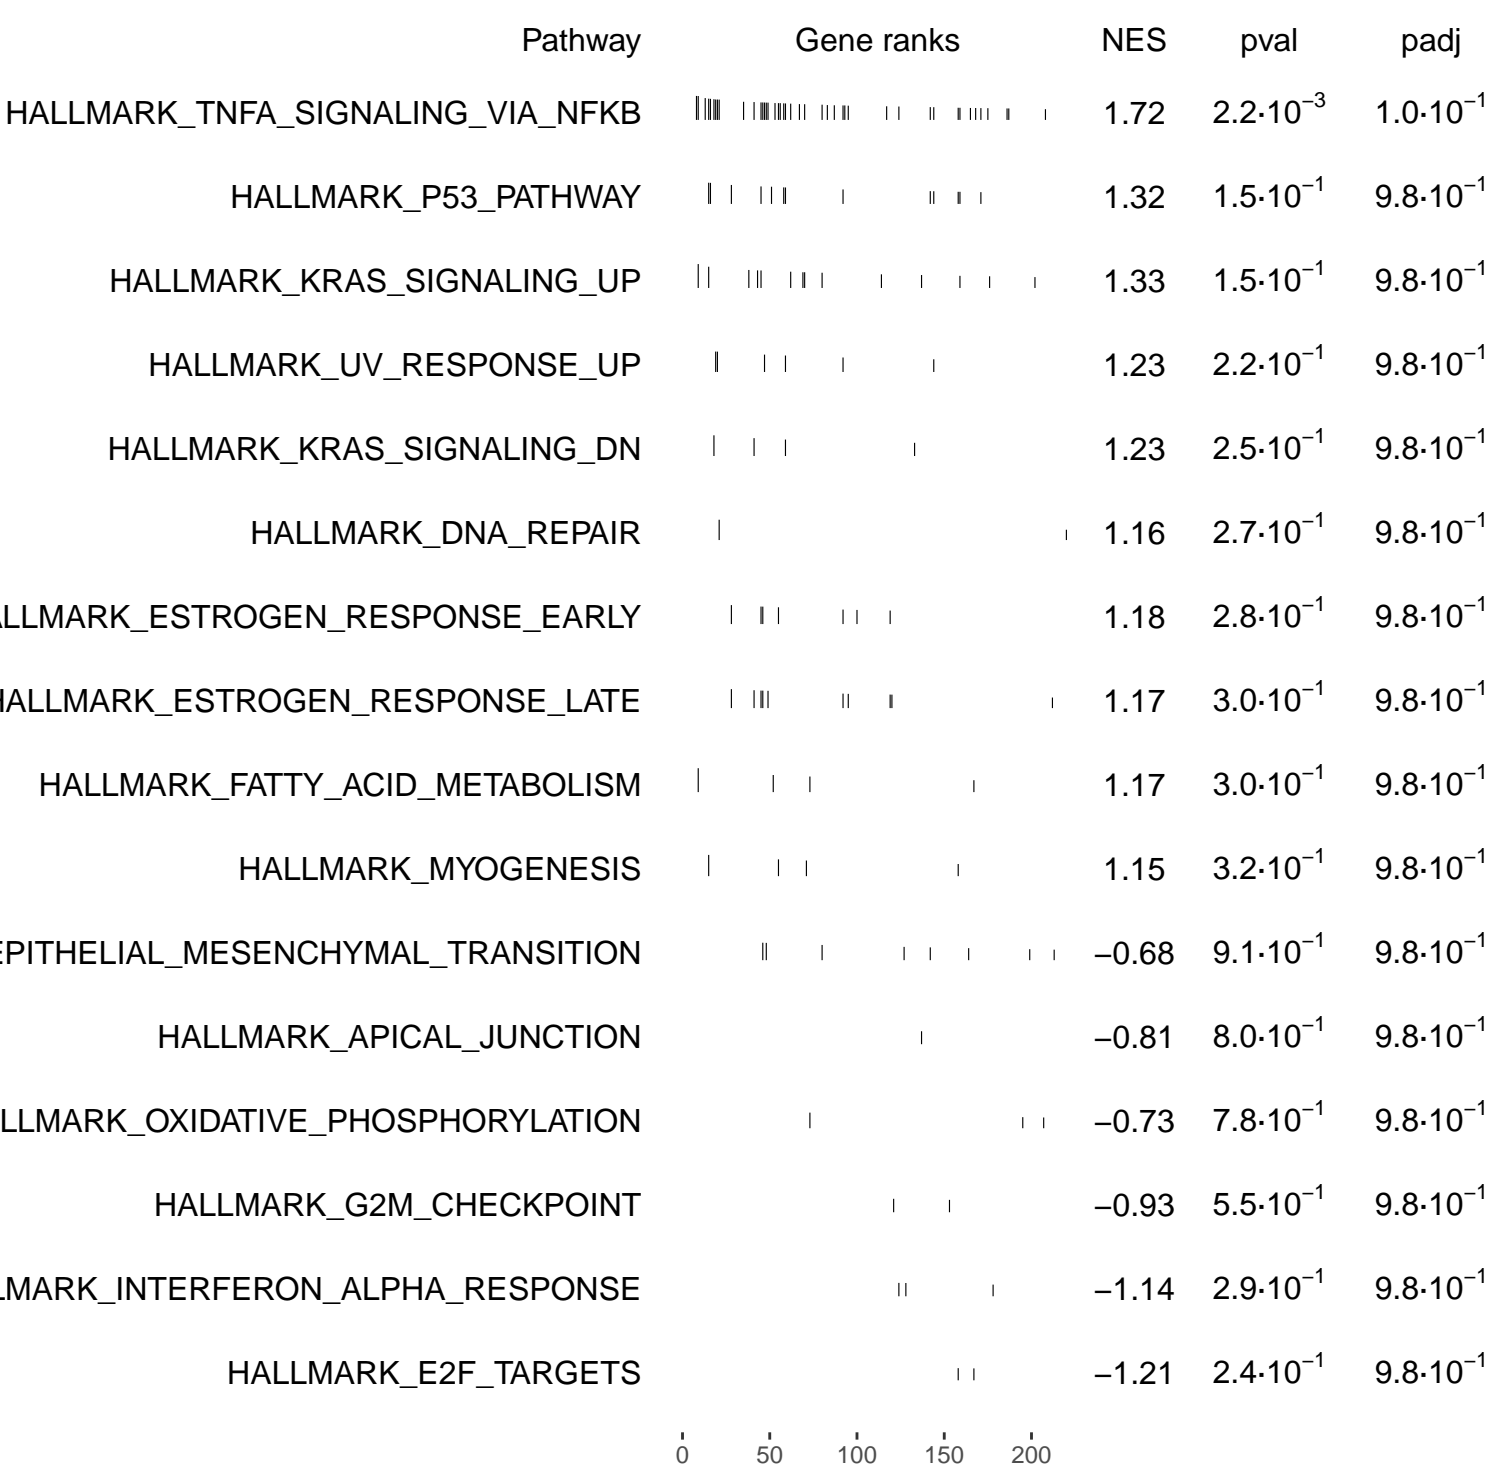 Pathway Gene ranks NES pval padj
HALLMARK_TNFA_SIGNALING_VIA_NFKB 1.72 2.2·10⁻³ 1.0·10⁻¹
HALLMARK_P53_PATHWAY 1.32 1.5·10⁻¹ 9.8·10⁻¹
HALLMARK_KRAS_SIGNALING_UP 1.33 1.5·10⁻¹ 9.8·10⁻¹
HALLMARK_UV_RESPONSE_UP 1.23 2.2·10⁻¹ 9.8·10⁻¹
HALLMARK_KRAS_SIGNALING_DN 1.23 2.5·10⁻¹ 9.8·10⁻¹
HALLMARK_DNA_REPAIR 1.16 2.7·10⁻¹ 9.8·10⁻¹
ALLMARK_ESTROGEN_RESPONSE_EARLY 1.18 2.8·10⁻¹ 9.8·10⁻¹
HALLMARK_ESTROGEN_RESPONSE_LATE 1.17 3.0·10⁻¹ 9.8·10⁻¹
HALLMARK_FATTY_ACID_METABOLISM 1.17 3.0·10⁻¹ 9.8·10⁻¹
HALLMARK_MYOGENESIS 1.15 3.2·10⁻¹ 9.8·10⁻¹
EPITHELIAL_MESENCHYMAL_TRANSITION −0.68 9.1·10⁻¹ 9.8·10⁻¹
HALLMARK_APICAL_JUNCTION −0.81 8.0·10⁻¹ 9.8·10⁻¹
LLMARK_OXIDATIVE_PHOSPHORYLATION −0.73 7.8·10⁻¹ 9.8·10⁻¹
HALLMARK_G2M_CHECKPOINT −0.93 5.5·10⁻¹ 9.8·10⁻¹
LMARK_INTERFERON_ALPHA_RESPONSE −1.14 2.9·10⁻¹ 9.8·10⁻¹
HALLMARK_E2F_TARGETS −1.21 2.4·10⁻¹ 9.8·10⁻¹
0 50 100 150 200